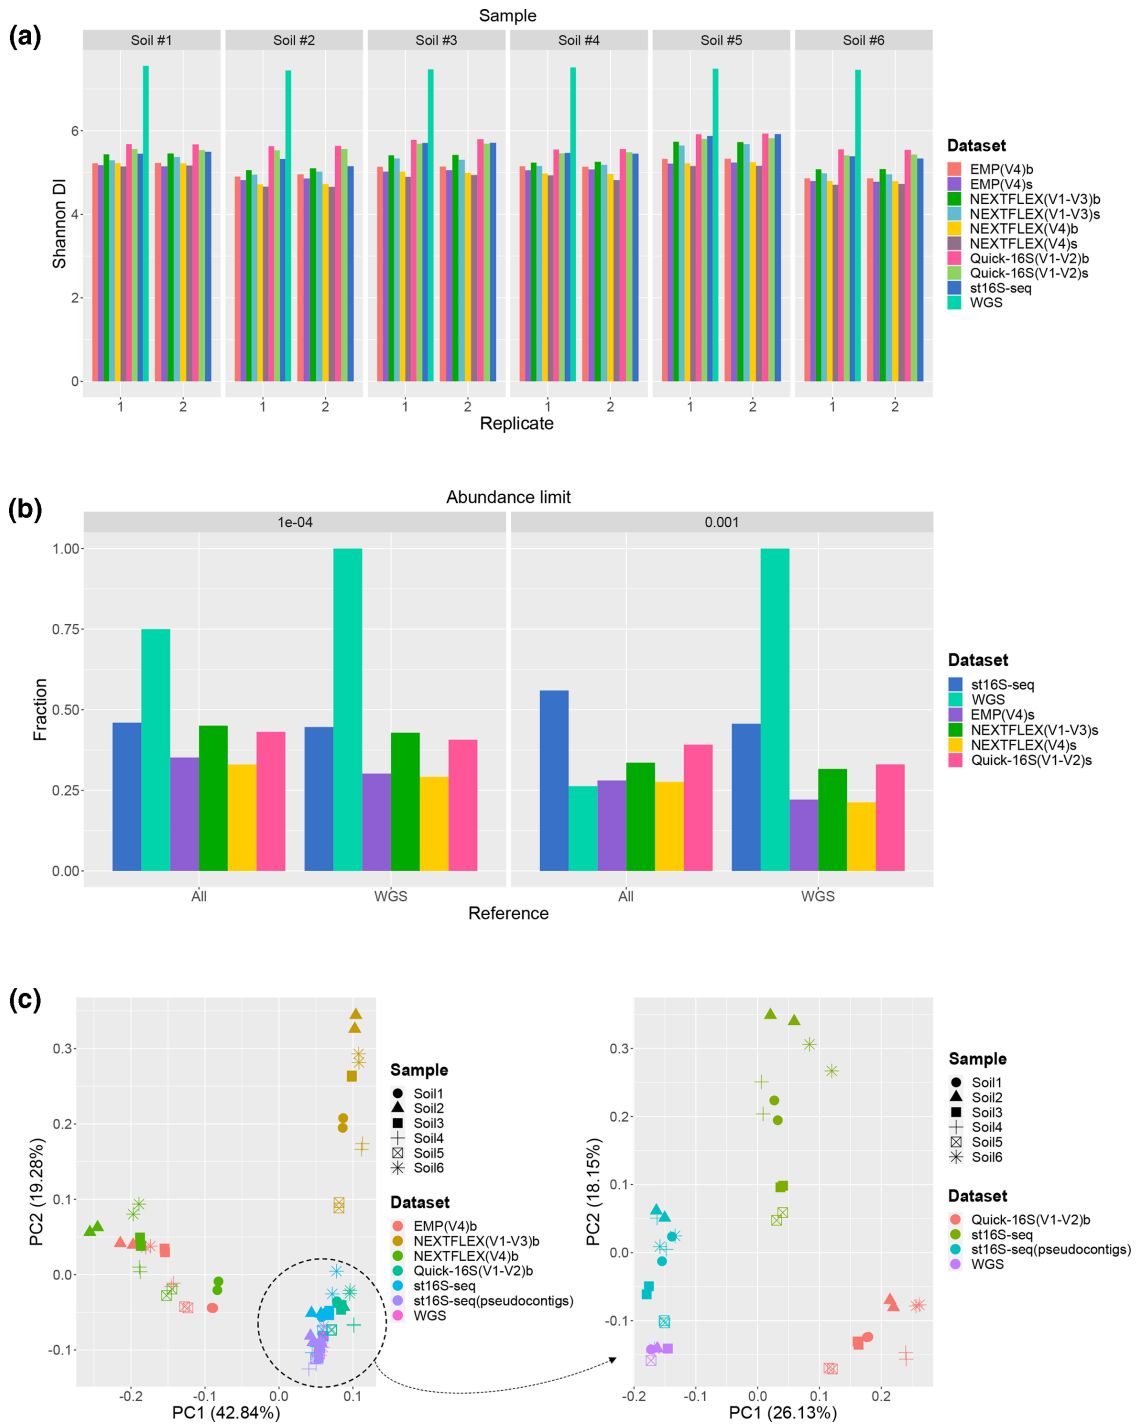 (a)
Sample
Soil #1 Soil #2 Soil #3 Soil #4 Soil #5 Soil #6
Shannon DI
6
4
2
0
1 2 1 2 1 2 1 2 1 2 1 2
Replicate
Dataset
EMP(V4)b
EMP(V4)s
NEXTFLEX(V1-V3)b
NEXTFLEX(V1-V3)s
NEXTFLEX(V4)b
NEXTFLEX(V4)s
Quick-16S(V1-V2)b
Quick-16S(V1-V2)s
st16S-seq
WGS
(b)
Abundance limit
1e-04 0.001
Fraction
1.00
0.75
0.50
0.25
0.00
All WGS All WGS
Reference
Dataset
st16S-seq
WGS
EMP(V4)s
NEXTFLEX(V1-V3)s
NEXTFLEX(V4)s
Quick-16S(V1-V2)s
(c)
PC2 (19.28%)
0.3
0.2
0.1
0.0
-0.1
-0.2 -0.1 0.0 0.1
PC1 (42.84%)
Sample
Soil1
Soil2
Soil3
Soil4
Soil5
Soil6
Dataset
EMP(V4)b
NEXTFLEX(V1-V3)b
NEXTFLEX(V4)b
Quick-16S(V1-V2)b
st16S-seq
st16S-seq(pseudocontigs)
WGS
PC2 (18.15%)
0.3
0.2
0.1
0.0
-0.1
-0.2
-0.2 -0.1 0.0 0.1 0.2
PC1 (26.13%)
Sample
Soil1
Soil2
Soil3
Soil4
Soil5
Soil6
Dataset
Quick-16S(V1-V2)b
st16S-seq
st16S-seq(pseudocontigs)
WGS